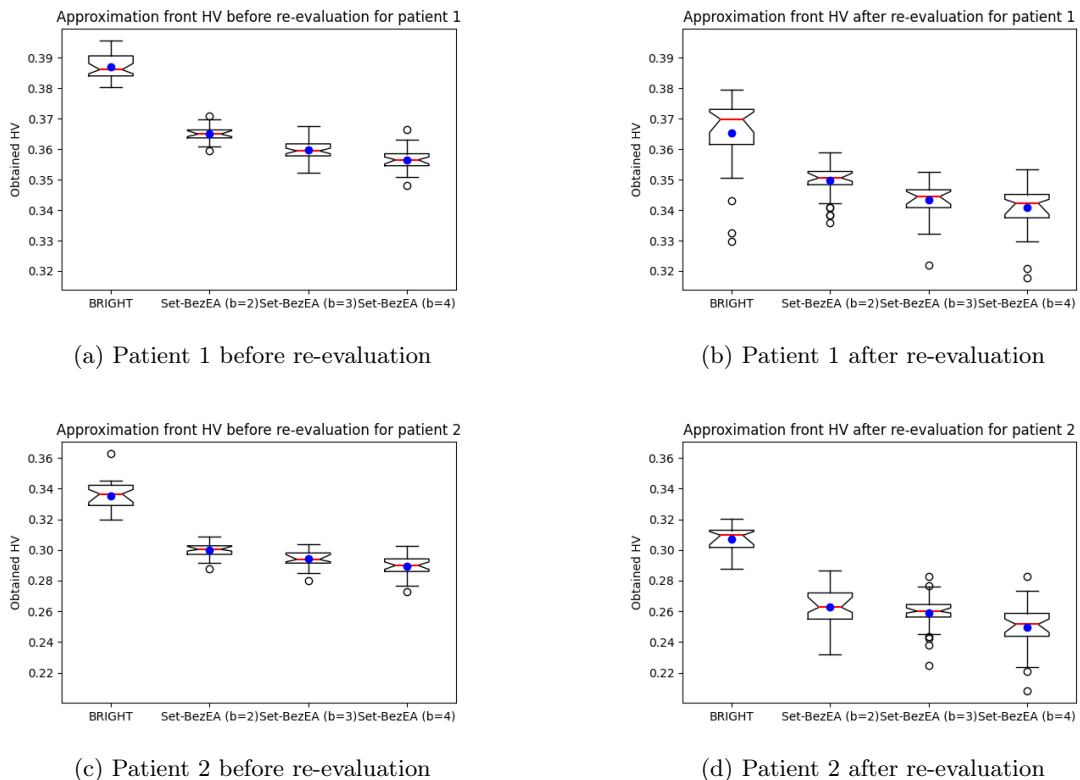 Approximation front HV before re-evaluation for patient 1
Obtained HV
0.39
0.38
0.37
0.36
0.35
0.34
0.33
0.32
BRIGHT Set-BezEA (b=2) Set-BezEA (b=3) Set-BezEA (b=4)
(a) Patient 1 before re-evaluation
Approximation front HV after re-evaluation for patient 1
Obtained HV
0.39
0.38
0.37
0.36
0.35
0.34
0.33
0.32
BRIGHT Set-BezEA (b=2) Set-BezEA (b=3) Set-BezEA (b=4)
(b) Patient 1 after re-evaluation
Approximation front HV before re-evaluation for patient 2
Obtained HV
0.36
0.34
0.32
0.30
0.28
0.26
0.24
0.22
BRIGHT Set-BezEA (b=2) Set-BezEA (b=3) Set-BezEA (b=4)
(c) Patient 2 before re-evaluation
Approximation front HV after re-evaluation for patient 2
Obtained HV
0.36
0.34
0.32
0.30
0.28
0.26
0.24
0.22
BRIGHT Set-BezEA (b=2) Set-BezEA (b=3) Set-BezEA (b=4)
(d) Patient 2 after re-evaluation